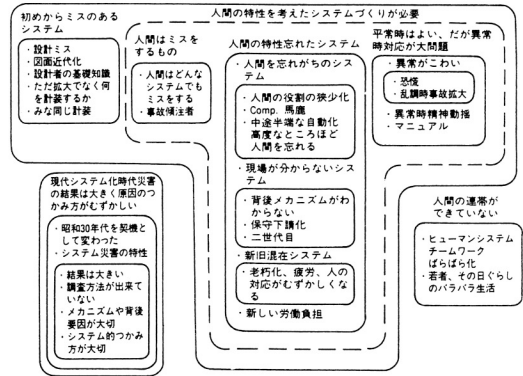 人間の特性を考えたシステムづくりが必要
初めからミスのある
システム
・設計ミス
・図面近代化
・設計者の基礎知識
・ただ拡大でなく何
を計装するか
・みな同じ計装
人間はミスを
するもの
・人間はどんな
システムでも
ミスをする
・事故傾注者
人間の特性忘れたシステム
・人間を忘れがちのシス
テム
・人間の役割の狭少化
・Comp. 馬鹿
・中途半端な自動化
高度なところほど
人間を忘れる
・現場が分からないシス
テム
・背後メカニズムがわ
からない
・保守下請化
・二世代目
・新旧混在システム
・老朽化、疲労、人の
対応がむずかしくな
る
・新しい労働負担
平常時はよい、だが異常
時対応が大問題
・異常がこわい
・恐慌
・乱調時事故拡大
・異常時精神動揺
・マニュアル
現代システム化時代災害
の結果は大きく原因のつ
かみ方がむずかしい
・昭和30年代を契機と
して変わった
・システム災害の特性
・結果は大きい
・調査方法が出来て
いない
・メカニズムや背後
要因が大切
・システム的つかみ
方が大切
人間の連帯が
できていない
・ヒューマンシステム
チームワーク
ばらばら化
・若者、その日ぐらし
のバラバラ生活